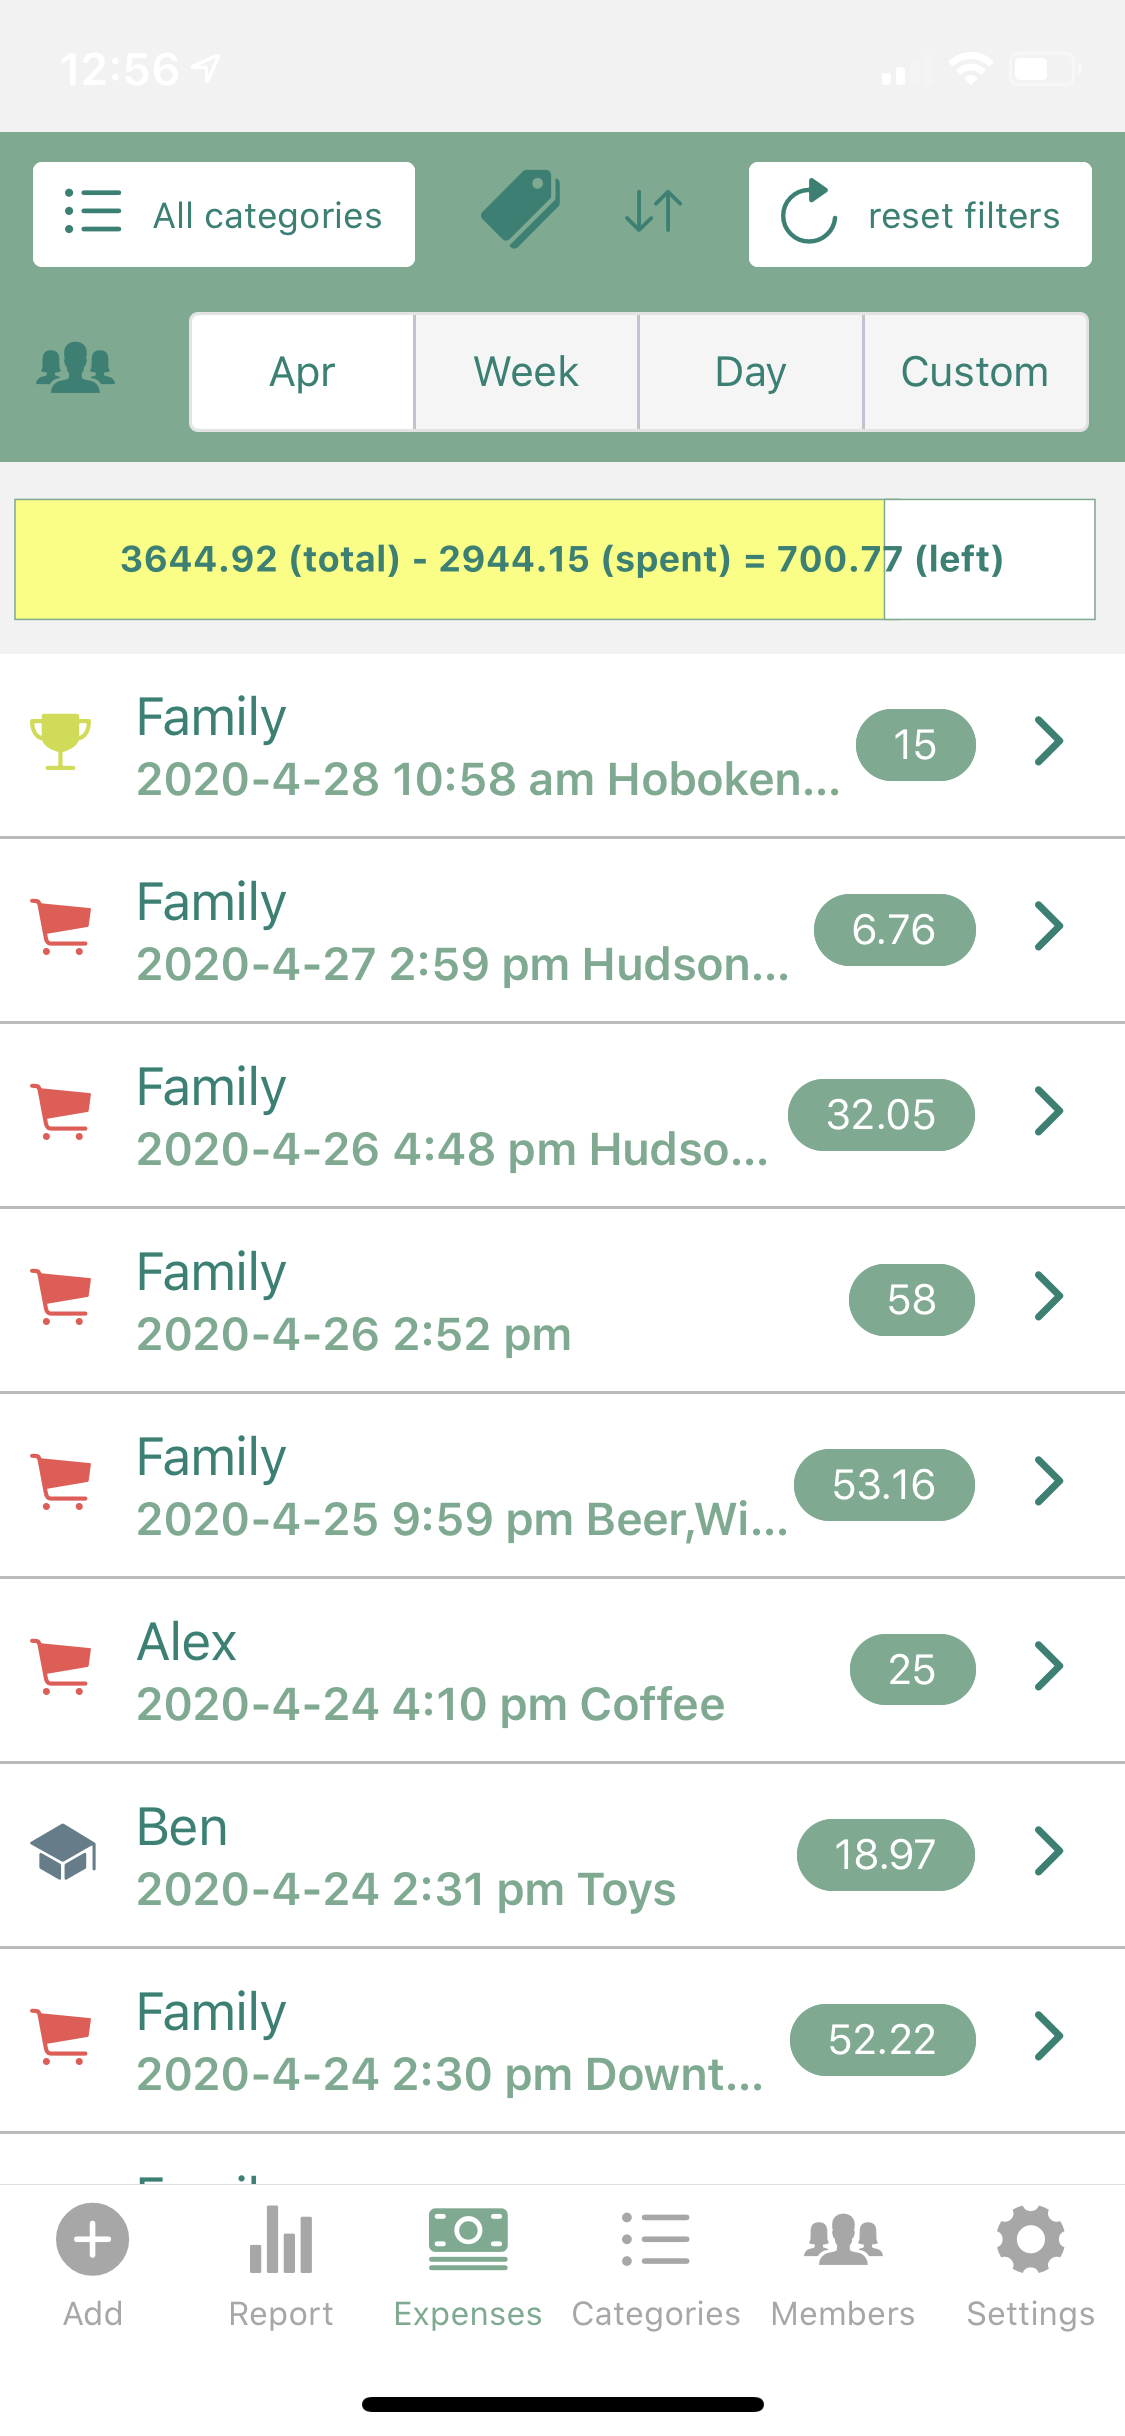 12:56
All categories
reset filters
Apr Week Day Custom
3644.92 (total) - 2944.15 (spent) = 700.77 (left)
Family
2020-4-28 10:58 am Hoboken...
15
Family
2020-4-27 2:59 pm Hudson...
6.76
Family
2020-4-26 4:48 pm Hudso...
32.05
Family
2020-4-26 2:52 pm
58
Family
2020-4-25 9:59 pm Beer,Wi...
53.16
Alex
2020-4-24 4:10 pm Coffee
25
Ben
2020-4-24 2:31 pm Toys
18.97
Family
2020-4-24 2:30 pm Downt...
52.22
Add Report Expenses Categories Members Settings